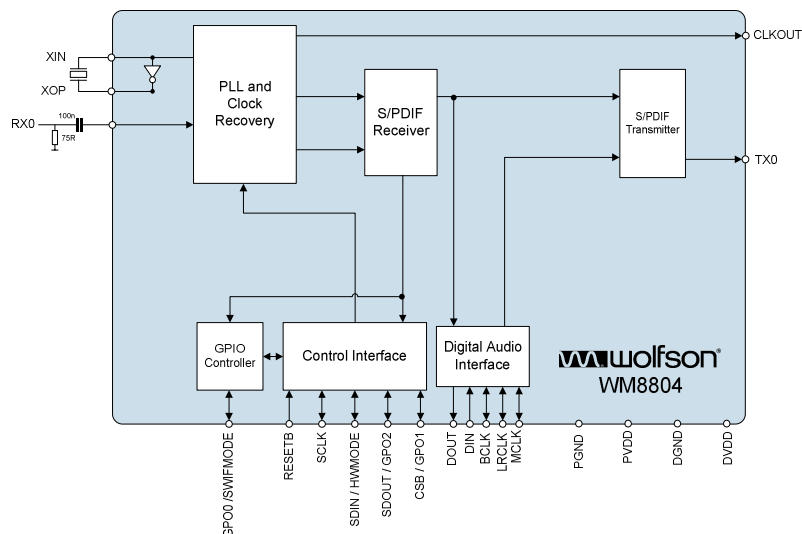 XIN
XOP
RX0
100n
75R
PLL and
Clock
Recovery
S/PDIF
Receiver
S/PDIF
Transmitter
CLKOUT
TX0
GPIO
Controller
Control Interface
Digital Audio
Interface
wolfson®
WM8804
GPO0 /SWIFMODE
RESETB
SCLK
SDIN / HWMODE
SDOUT / GPO2
CSB / GPO1
DOUT
DIN
BCLK
LRCLK
MCLK
PGND
PVDD
DGND
DVDD